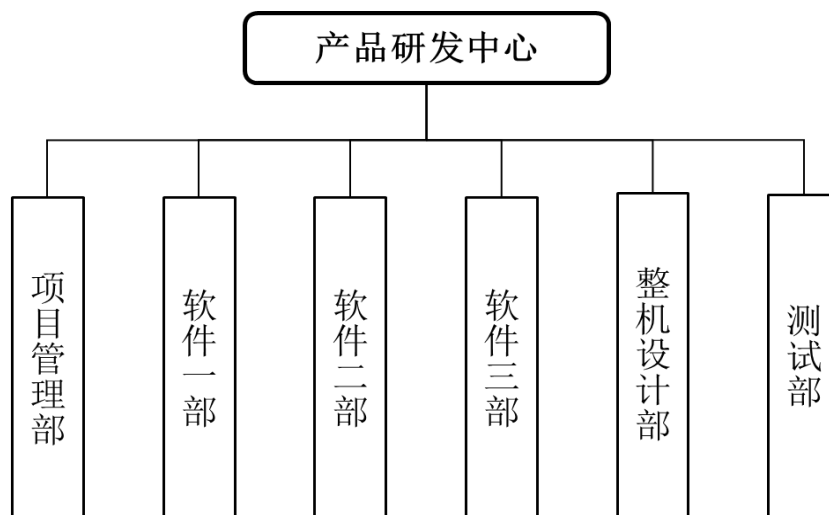 产品研发中心
项目管理部
软件一部
软件二部
软件三部
整机设计部
测试部